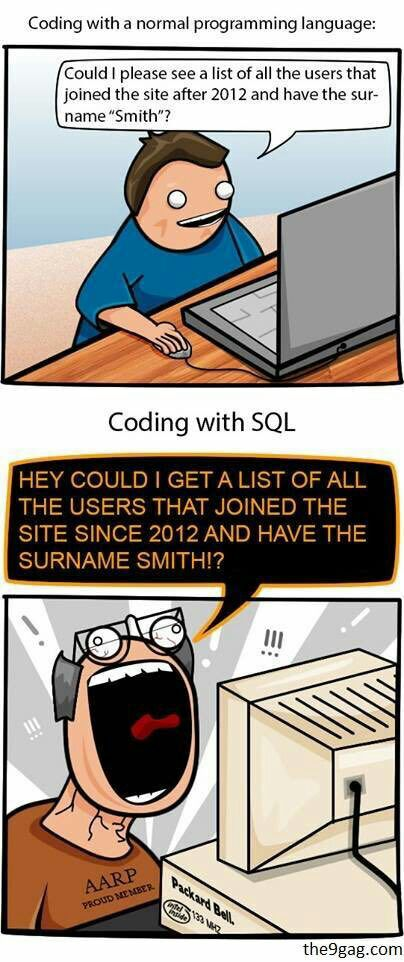 Coding with a normal programming language:
Could I please see a list of all the users that
joined the site after 2012 and have the sur-
name “Smith”?
Coding with SQL
HEY COULD I GET A LIST OF ALL
THE USERS THAT JOINED THE
SITE SINCE 2012 AND HAVE THE
SURNAME SMITH!?
!
!!!
!!!
AARP
PROUD MEMBER
Packard Bell.
intel
inside
133 MHZ
the9gag.com